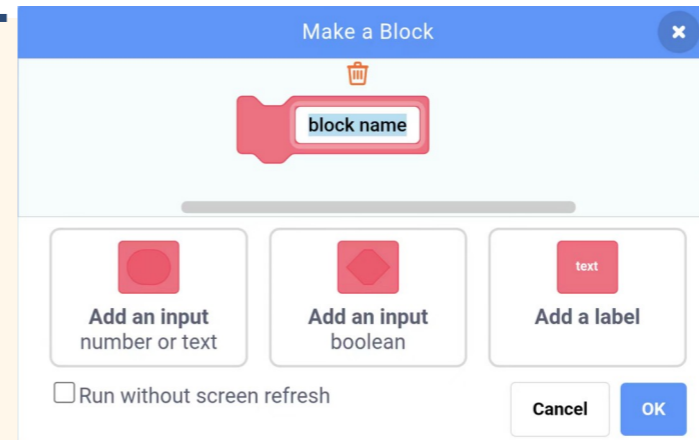 Make a Block
block name
text
Add an input
number or text
Add an input
boolean
Add a label
Run without screen refresh
Cancel
OK